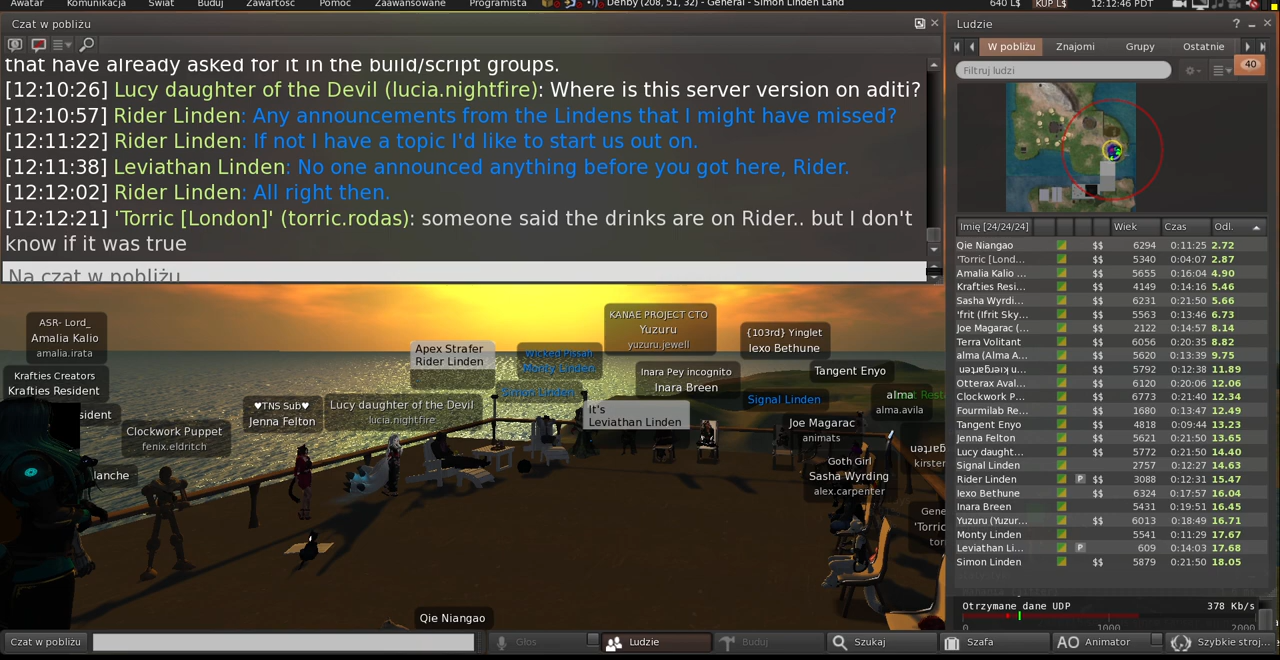 Awatar Komunikacja Świat Buduj Zawartość Pomoc Zaawansowane Programista Denby (208, 51, 32) - General - Simon Linden Land 640 L$ KUP L$ 12:12:46 PDT
Czat w pobliżu
that have already asked for it in the build/script groups.
[12:10:26] Lucy daughter of the Devil (lucia.nightfire): Where is this server version on aditi?
[12:10:57] Rider Linden: Any announcements from the Lindens that I might have missed?
[12:11:22] Rider Linden: If not I have a topic I'd like to start us out on.
[12:11:38] Leviathan Linden: No one announced anything before you got here, Rider.
[12:12:02] Rider Linden: All right then.
[12:12:21] 'Torric [London]' (torric.rodas): someone said the drinks are on Rider.. but I don't
know if it was true
Na czat w pobliżu
ASR- Lord_
Amalia Kalio
amalia.irata
Krafties Creators
Krafties Resident
sident
Clockwork Puppet
fenix.eldritch
lanche
♥TNS Sub♥
Jenna Felton
Lucy daughter of the Devil
lucia.nightfire
Apex Strafer
Rider Linden
Wicked Pissah
Monty Linden
Simon Linden
It's
Leviathan Linden
KANAE PROJECT CTO
Yuzuru
yuzuru.jewell
Inara Pey incognito
Inara Breen
{103rd} Yinglet
Iexo Bethune
Tangent Enyo
Signal Linden
alma
alma.avila
Joe Magarac
animats
Goth Girl
Sasha Wyrding
alex.carpenter
kirster
Gene
'Torric
tor
Qie Niangao
Czat w pobliżu
Głos
Ludzie
Buduj
Szukaj
Szafa
AO Animator
Szybkie stroj...
Ludzie
? _ ×
W pobliżu Znajomi Grupy Ostatnie
40
Filtruj ludzi
Imię [24/24/24] Wiek Czas Odl.
Qie Niangao $$ 6294 0:11:25 2.72
'Torric [Lond... $$ 5340 0:04:07 2.87
Amalia Kalio ... $$ 5655 0:16:04 4.90
Krafties Resi... $$ 4149 0:14:16 5.46
Sasha Wyrdi... $$ 6231 0:21:50 5.66
'frit (Ifrit Sky... $$ 5563 0:13:46 6.73
Joe Magarac (... $$ 2122 0:14:57 8.14
Terra Volitant $$ 6056 0:20:35 8.82
alma (Alma A... $$ 5620 0:13:39 9.75
$$ 5792 0:12:38 11.89
Otterax Aval... $$ 6120 0:20:06 12.06
Clockwork P... $$ 6773 0:21:40 12.34
Fourmilab Re... $$ 1680 0:13:47 12.49
Tangent Enyo $$ 4818 0:09:44 13.23
Jenna Felton $$ 5621 0:21:50 13.65
Lucy daught... $$ 5772 0:21:50 14.40
Signal Linden 2757 0:12:27 14.63
Rider Linden P $$ 3088 0:12:31 15.47
Iexo Bethune $$ 6324 0:17:57 16.04
Inara Breen 5431 0:19:51 16.45
Yuzuru (Yuzur... $$ 6013 0:18:49 16.71
Monty Linden 5541 0:11:29 17.67
Leviathan Li... P 609 0:14:03 17.68
Simon Linden $$ 5879 0:21:50 18.05
Otrzymane dane UDP 378 Kb/s
0 1000 2000